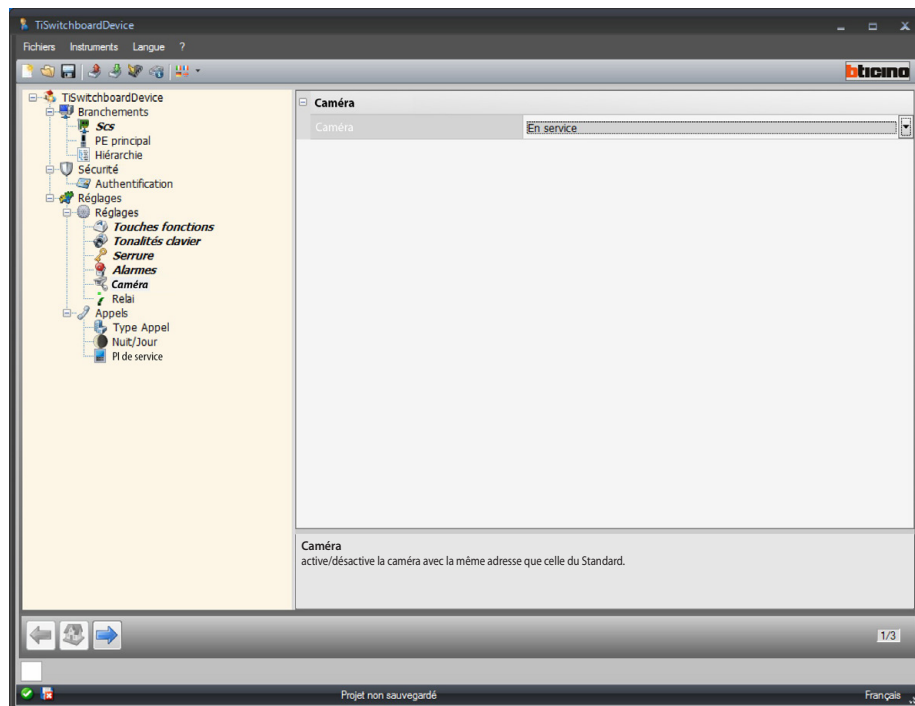 TiSwitchboardDevice
Fichiers Instruments Langue ?
bticino
TiSwitchboardDevice
Branchements
Scs
PE principal
Hiérarchie
Sécurité
Authentification
Réglages
Réglages
Touches fonctions
Tonalités clavier
Serrure
Alarmes
Caméra
Relai
Appels
Type Appel
Nuit/Jour
PI de service
Caméra
Caméra En service
Caméra
active/désactive la caméra avec la même adresse que celle du Standard.
1/3
Projet non sauvegardé Français